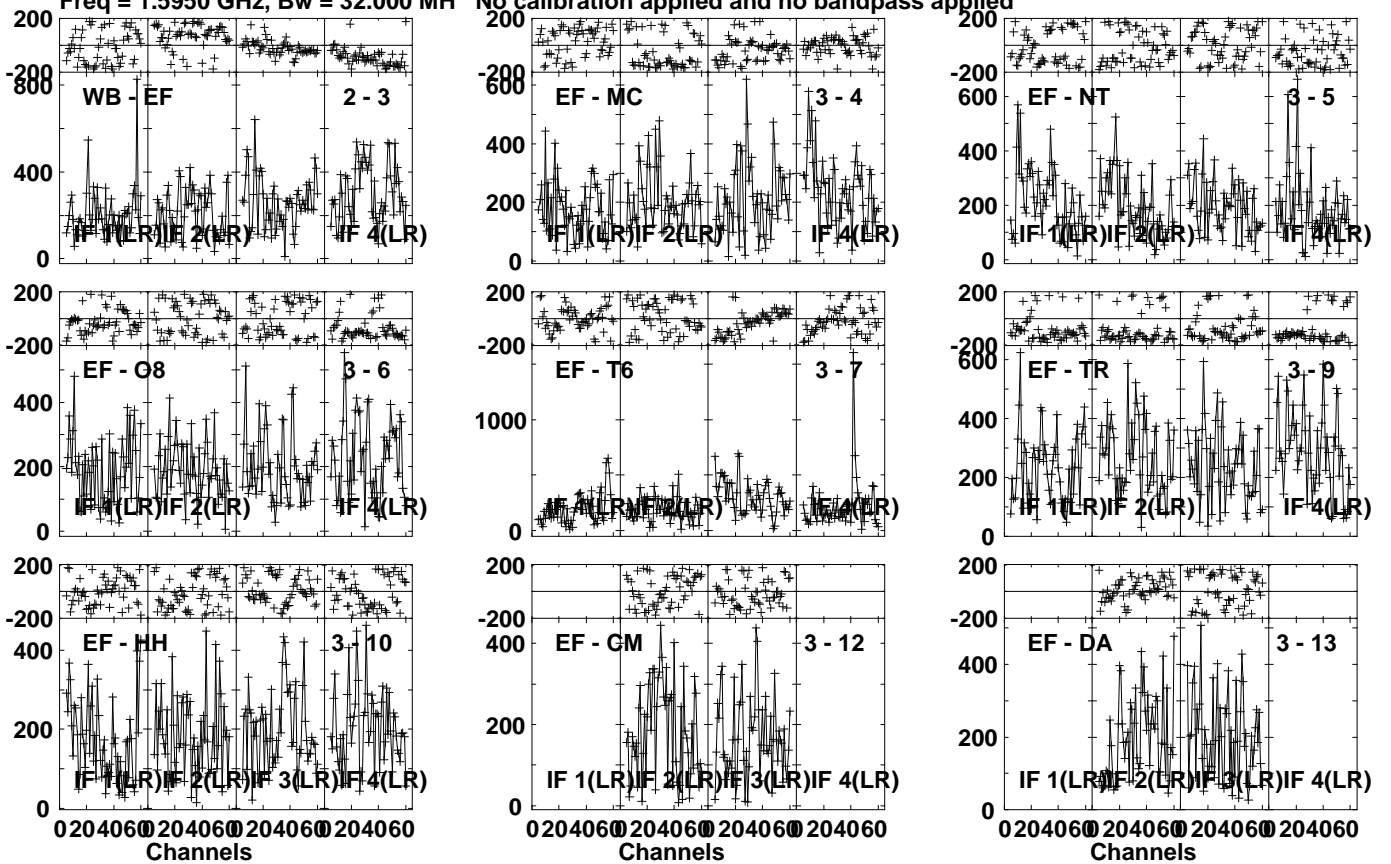 Freq = 1.5950 GHz, Bw = 32.000 MH No calibration applied and no bandpass applied
200 200 200
-200 -200 -200
800 WB - EF 2 - 3 600 EF - MC 3 - 4 600 EF - NT 3 - 5
400 400 400
200 200
IF 1(LR) IF 2(LR) IF 4(LR) IF 1(LR) IF 2(LR) IF 4(LR) IF 1(LR) IF 2(LR) IF 4(LR)
0 0 0
200 200 200
-200 -200 -200
EF - O8 3 - 6 EF - T6 3 - 7 600 EF - TR 3 - 9
400 1000 400
200 200
IF 1(LR) IF 2(LR) IF 4(LR) IF 1(LR) IF 2(LR) IF 4(LR) IF 1(LR) IF 2(LR) IF 4(LR)
0 0 0
200 200 200
-200 -200 -200
400 EF - HH 3 - 10 400 EF - CM 3 - 12 400 EF - DA 3 - 13
200 200 200
IF 1(LR) IF 2(LR) IF 3(LR) IF 4(LR) IF 1(LR) IF 2(LR) IF 3(LR) IF 4(LR) IF 1(LR) IF 2(LR) IF 3(LR) IF 4(LR)
0 0 0
0 20 40 60 0 20 40 60 0 20 40 60 0 20 40 60 0 20 40 60 0 20 40 60 0 20 40 60 0 20 40 60 0 20 40 60 0 20 40 60 0 20 40 60 0 20 40 60
Channels Channels Channels